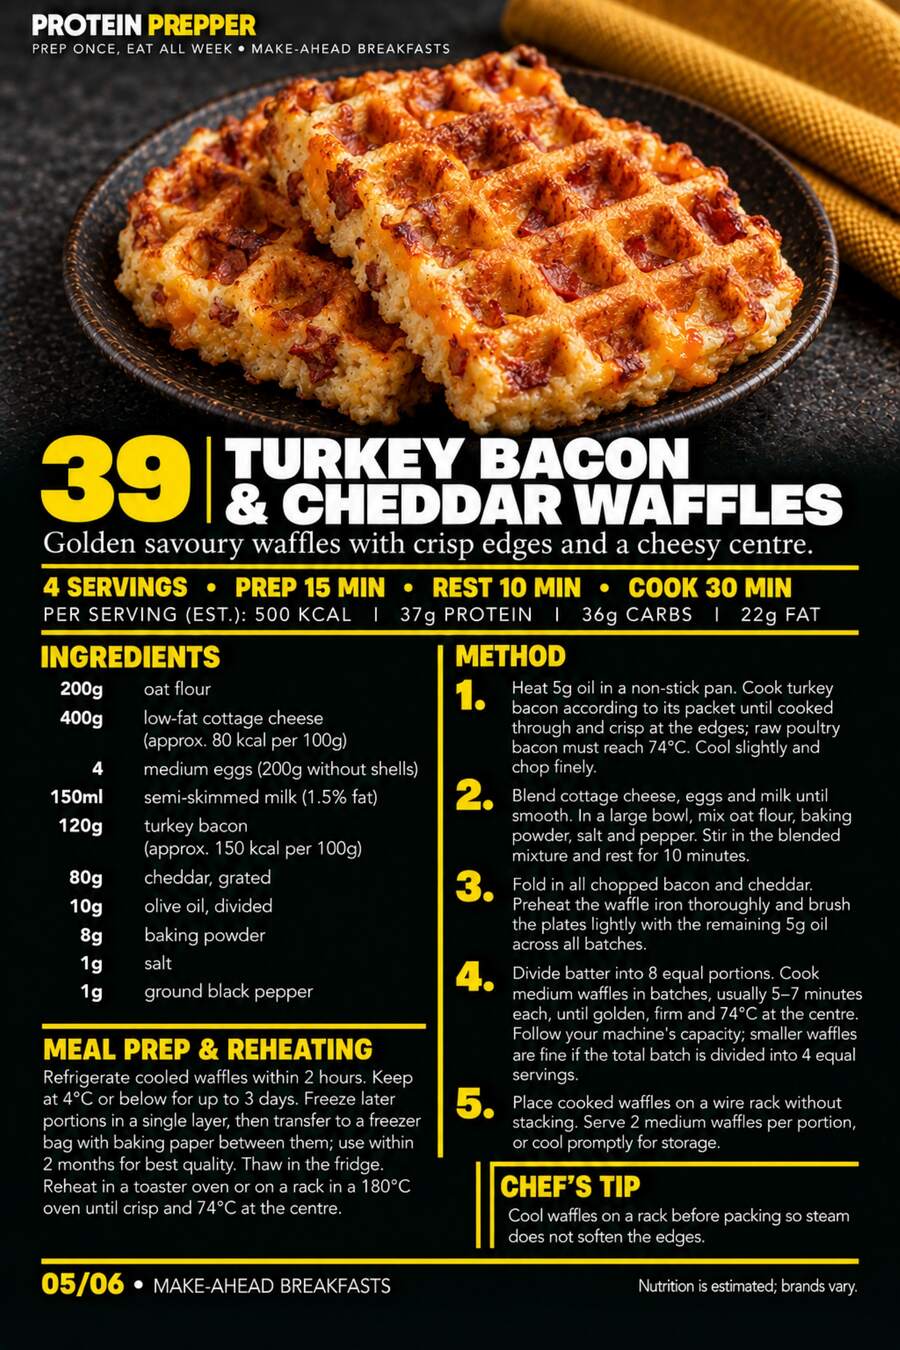 PROTEIN PREPPER
PREP ONCE, EAT ALL WEEK • MAKE-AHEAD BREAKFASTS
39
TURKEY BACON
& CHEDDAR WAFFLES
Golden savoury waffles with crisp edges and a cheesy centre.
4 SERVINGS • PREP 15 MIN • REST 10 MIN • COOK 30 MIN
PER SERVING (EST.): 500 KCAL | 37g PROTEIN | 36g CARBS | 22g FAT
INGREDIENTS
200g oat flour
400g low-fat cottage cheese
(approx. 80 kcal per 100g)
4 medium eggs (200g without shells)
150ml semi-skimmed milk (1.5% fat)
120g turkey bacon
(approx. 150 kcal per 100g)
80g cheddar, grated
10g olive oil, divided
8g baking powder
1g salt
1g ground black pepper
MEAL PREP & REHEATING
Refrigerate cooled waffles within 2 hours. Keep
at 4°C or below for up to 3 days. Freeze later
portions in a single layer, then transfer to a freezer
bag with baking paper between them; use within
2 months for best quality. Thaw in the fridge.
Reheat in a toaster oven or on a rack in a 180°C
oven until crisp and 74°C at the centre.
METHOD
1. Heat 5g oil in a non-stick pan. Cook turkey
bacon according to its packet until cooked
through and crisp at the edges; raw poultry
bacon must reach 74°C. Cool slightly and
chop finely.
2. Blend cottage cheese, eggs and milk until
smooth. In a large bowl, mix oat flour, baking
powder, salt and pepper. Stir in the blended
mixture and rest for 10 minutes.
3. Fold in all chopped bacon and cheddar.
Preheat the waffle iron thoroughly and brush
the plates lightly with the remaining 5g oil
across all batches.
4. Divide batter into 8 equal portions. Cook
medium waffles in batches, usually 5–7 minutes
each, until golden, firm and 74°C at the centre.
Follow your machine's capacity; smaller waffles
are fine if the total batch is divided into 4 equal
servings.
5. Place cooked waffles on a wire rack without
stacking. Serve 2 medium waffles per portion,
or cool promptly for storage.
CHEF'S TIP
Cool waffles on a rack before packing so steam
does not soften the edges.
05/06 • MAKE-AHEAD BREAKFASTS
Nutrition is estimated; brands vary.